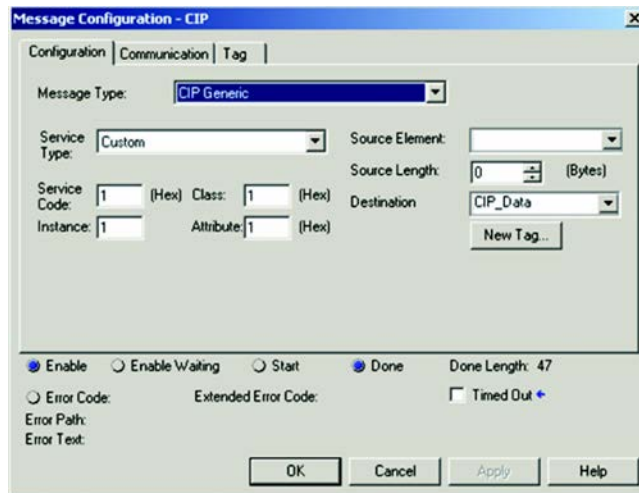 Message Configuration - CIP
Configuration Communication Tag
Message Type: CIP Generic
Service Type: Custom
Source Element:
Source Length: 0 (Bytes)
Service Code: 1 (Hex) Class: 1 (Hex)
Destination CIP_Data
Instance: 1 Attribute: 1 (Hex)
New Tag...
Enable Enable Waiting Start Done Done Length: 47
Error Code: Extended Error Code: Timed Out
Error Path:
Error Text:
OK Cancel Apply Help